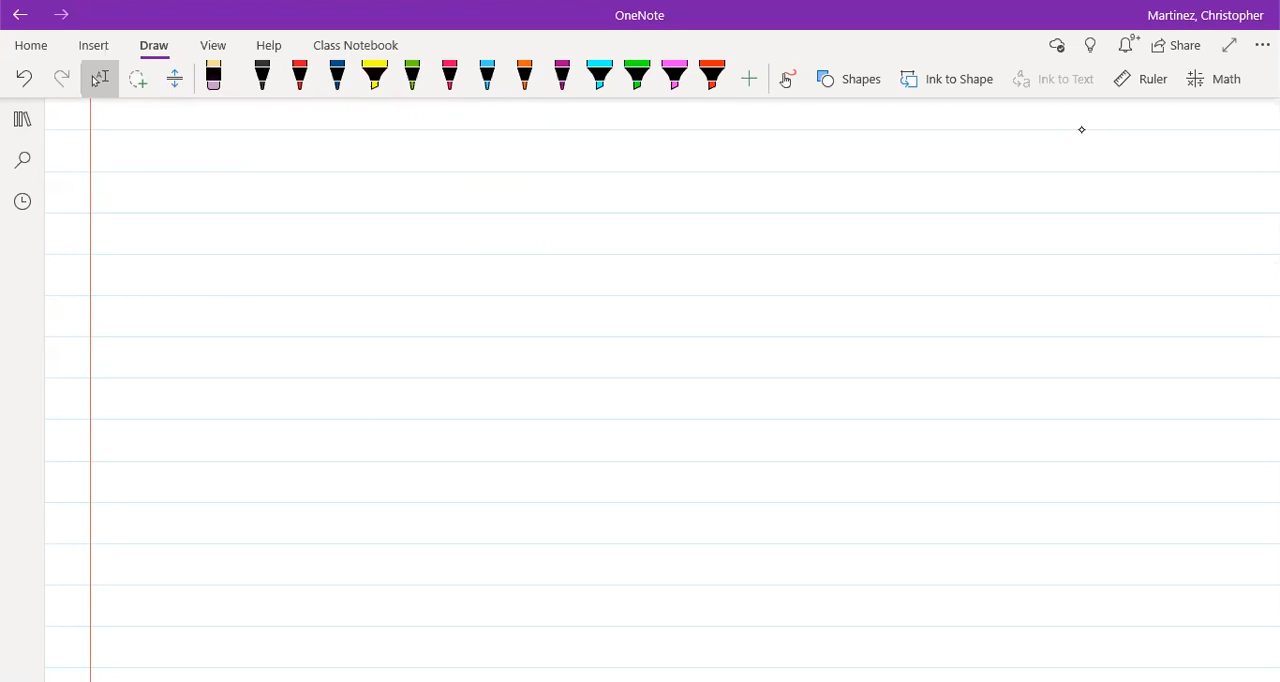 OneNote
Martinez, Christopher
Home Insert Draw View Help Class Notebook
9+ Share
Shapes Ink to Shape Ink to Text Ruler Math